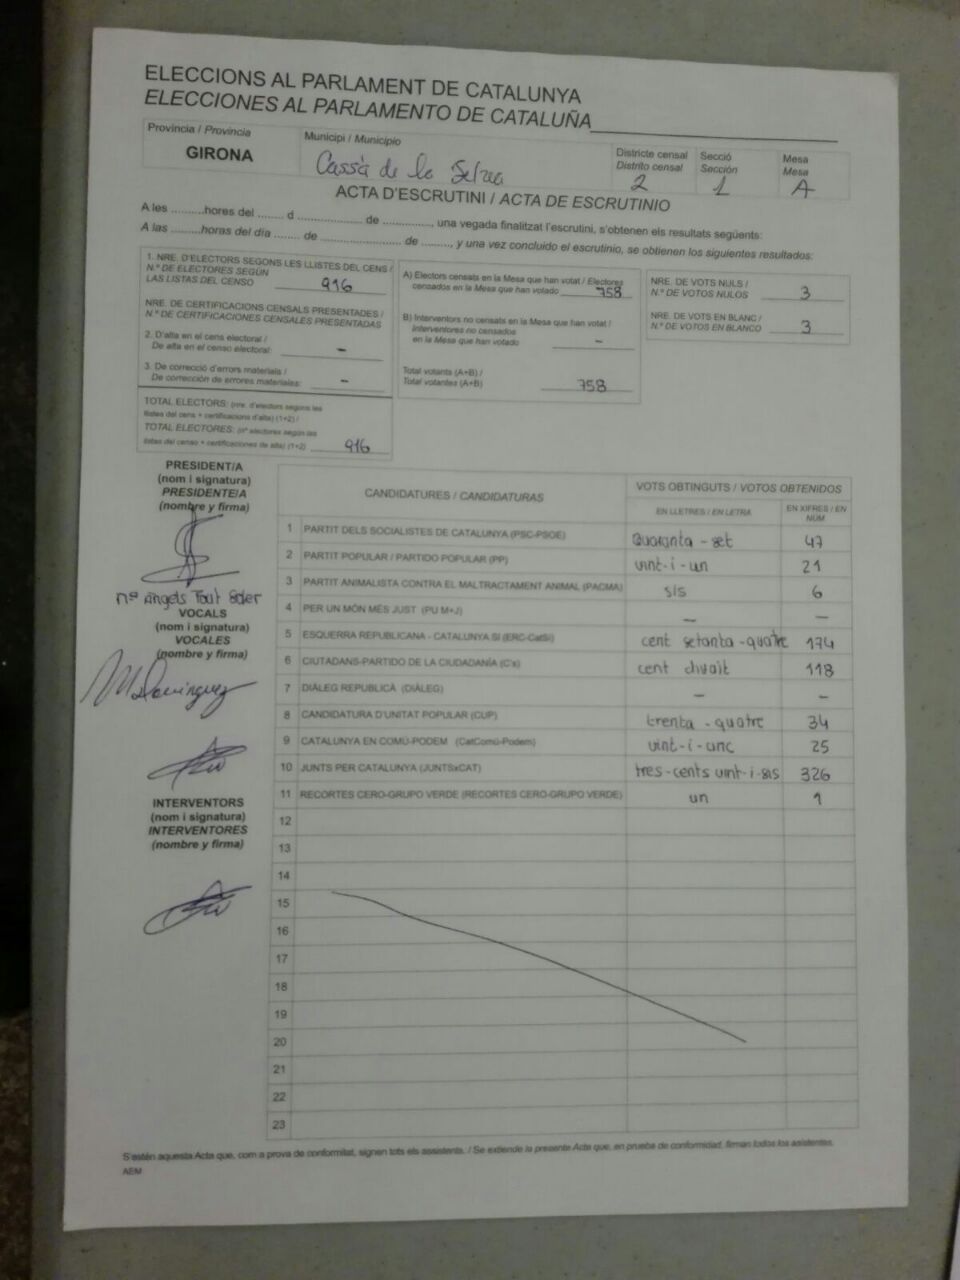 ELECCIONS AL PARLAMENT DE CATALUNYA
ELECCIONES AL PARLAMENTO DE CATALUÑA
Província / Provincia
GIRONA
Municipi / Municipio
Cassà de la Selva
Districte censal
Distrito censal
2
Secció
Sección
1
Mesa
Mesa
A
ACTA D'ESCRUTINI / ACTA DE ESCRUTINIO
A les ..........hores del ........ d .................... de ..............., una vegada finalitzat l'escrutini, s'obtenen els resultats següents:
A las ..........horas del día ........ de ......................... de ........, y una vez concluido el escrutinio, se obtienen los siguientes resultados:
1. NRE. D'ELECTORS SEGONS LES LLISTES DEL CENS /
N.º DE ELECTORES SEGÚN
LAS LISTAS DEL CENSO 916
NRE. DE CERTIFICACIONS CENSALS PRESENTADES /
N.º DE CERTIFICACIONES CENSALES PRESENTADAS
2. D'alta en el cens electoral /
De alta en el censo electoral: –
3. De correcció d'errors materials /
De corrección de errores materiales: –
TOTAL ELECTORS: (nre. d'electors segons les
llistes del cens + certificacions d'alta) (1+2) /
TOTAL ELECTORES: (nº electores según las
listas del censo + certificaciones de alta) (1+2) 916
A) Electors censats en la Mesa que han votat / Electores
censados en la Mesa que han votado 758
B) Interventors no censats en la Mesa que han votat /
Interventores no censados
en la Mesa que han votado –
Total votants (A+B) /
Total votantes (A+B) 758
NRE. DE VOTS NULS /
N.º DE VOTOS NULOS 3
NRE. DE VOTS EN BLANC /
N.º DE VOTOS EN BLANCO 3
PRESIDENT/A
(nom i signatura)
PRESIDENTE/A
(nombre y firma)
VOCALS
(nom i signatura)
VOCALES
(nombre y firma)
M Dominguez
INTERVENTORS
(nom i signatura)
INTERVENTORES
(nombre y firma)
CANDIDATURES / CANDIDATURAS
VOTS OBTINGUTS / VOTOS OBTENIDOS
EN LLETRES / EN LETRA
EN XIFRES / EN NÚM
1 PARTIT DELS SOCIALISTES DE CATALUNYA (PSC-PSOE) Quaranta-set 47
2 PARTIT POPULAR / PARTIDO POPULAR (PP) vint-i-un 21
3 PARTIT ANIMALISTA CONTRA EL MALTRACTAMENT ANIMAL (PACMA) sis 6
4 PER UN MÓN MÉS JUST (PU M+J) – –
5 ESQUERRA REPUBLICANA - CATALUNYA SÍ (ERC-CatSí) cent setanta-quatre 174
6 CIUTADANS-PARTIDO DE LA CIUDADANÍA (C's) cent divuit 118
7 DIÀLEG REPUBLICÀ (DIÀLEG) – –
8 CANDIDATURA D'UNITAT POPULAR (CUP) trenta-quatre 34
9 CATALUNYA EN COMÚ-PODEM (CatComú-Podem) vint-i-cinc 25
10 JUNTS PER CATALUNYA (JUNTSxCAT) tres-cents vint-i-sis 326
11 RECORTES CERO-GRUPO VERDE (RECORTES CERO-GRUPO VERDE) un 1
12
13
14
15
16
17
18
19
20
21
22
23
S'estén aquesta Acta que, com a prova de conformitat, signen tots els assistents. / Se extiende la presente Acta que, en prueba de conformidad, firman todos los asistentes.
AEM